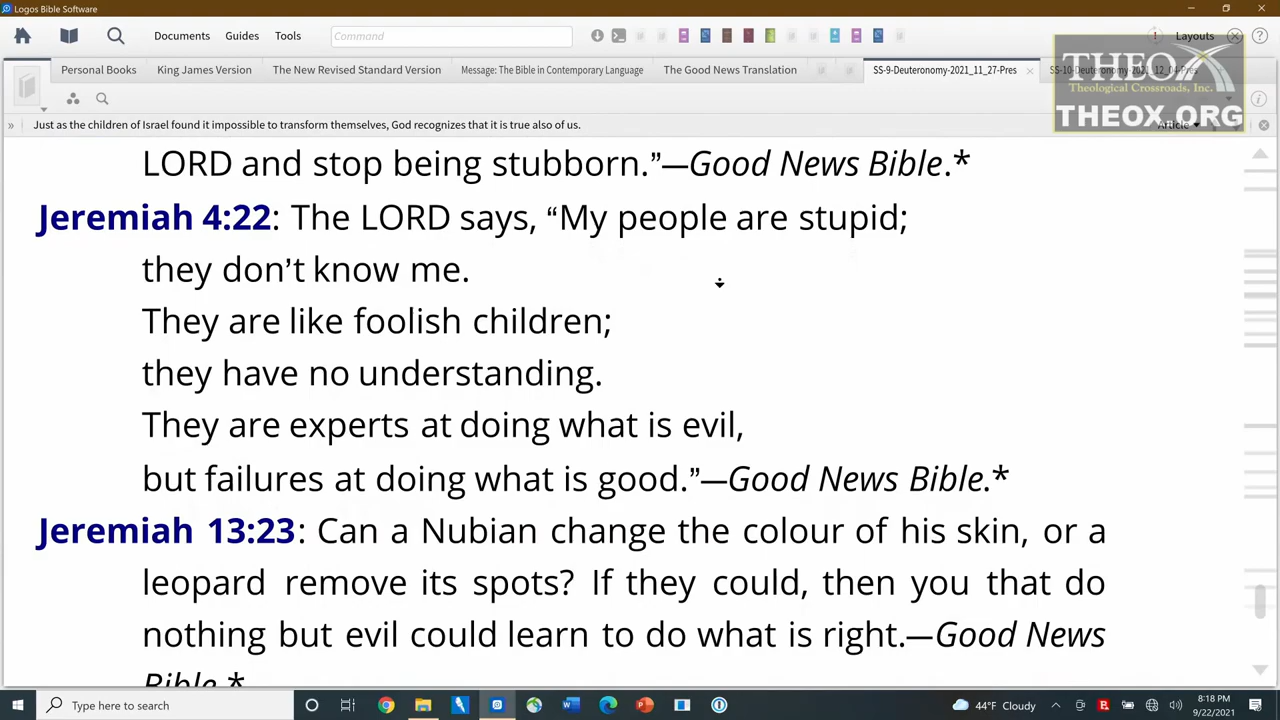 Logos Bible Software
Documents Guides Tools Command Layouts
THEOX
Theological Crossroads, Inc.
THEOX.ORG
Personal Books King James Version The New Revised The Message: The Bible in Contemporary Language The Good News Translation SS-9-Deuteronomy-2021_11_27-Pres SS-10-Deuteronomy-2021_12_04-Pres
» Just as the children of Israel found it impossible to transform themselves, God recognizes that it is true also of us. Article
LORD and stop being stubborn.”—Good News Bible.*
Jeremiah 4:22: The LORD says, “My people are stupid;
they don’t know me.
They are like foolish children;
they have no understanding.
They are experts at doing what is evil,
but failures at doing what is good.”—Good News Bible.*
Jeremiah 13:23: Can a Nubian change the colour of his skin, or a
leopard remove its spots? If they could, then you that do
nothing but evil could learn to do what is right.—Good News
Bible.*
Type here to search 44°F Cloudy 8:18 PM
9/22/2021